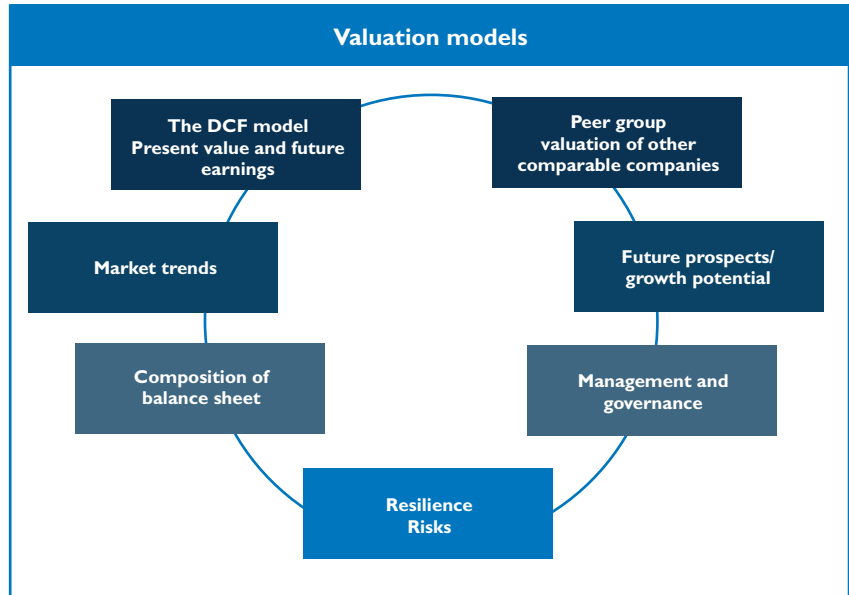 Valuation models
The DCF model
Present value and future
earnings
Peer group
valuation of other
comparable companies
Market trends
Future prospects/
growth potential
Composition of
balance sheet
Management and
governance
Resilience
Risks